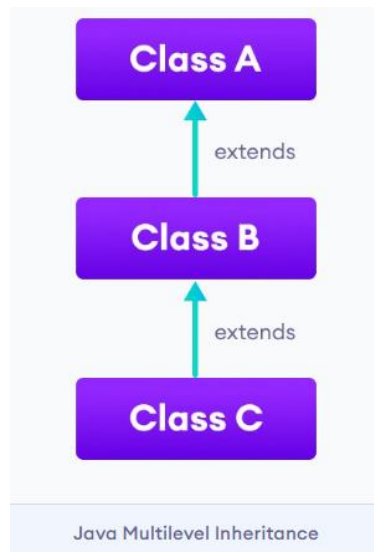 Class A
extends
Class B
extends
Class C
Java Multilevel Inheritance